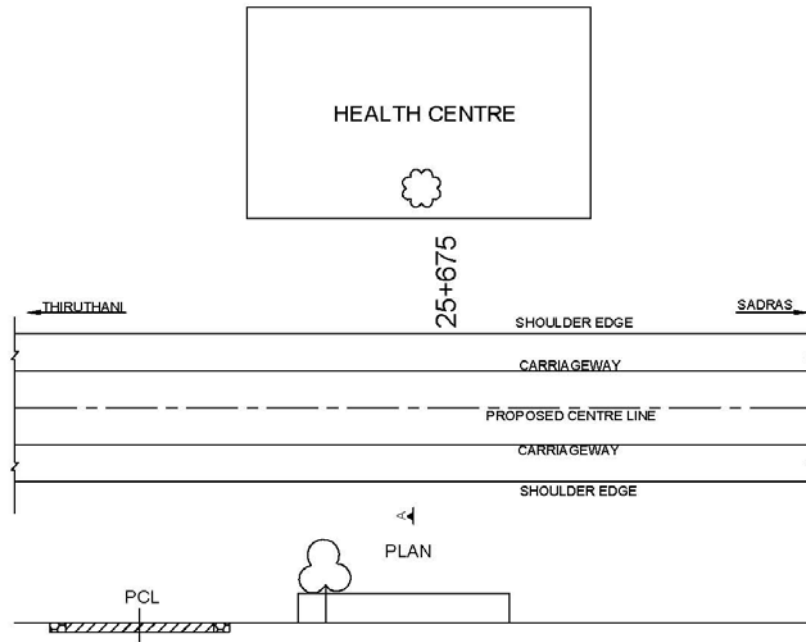 HEALTH CENTRE
25+675
THIRUTHANI
SADRAS
SHOULDER EDGE
CARRIAGEWAY
PROPOSED CENTRE LINE
CARRIAGEWAY
SHOULDER EDGE
A
PLAN
PCL